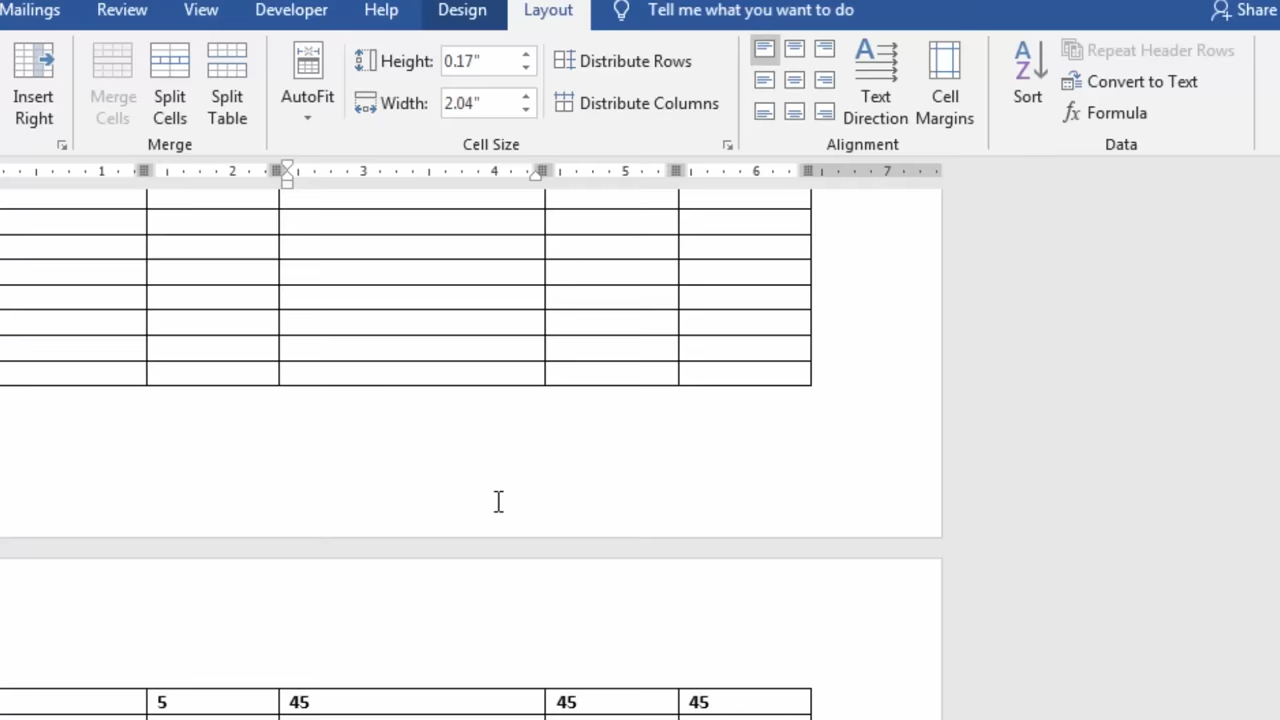 Mailings Review View Developer Help Design Layout Tell me what you want to do Share
Insert Right
Merge Cells
Split Cells
Split Table
Merge
AutoFit
Height: 0.17"
Width: 2.04"
Distribute Rows
Distribute Columns
Cell Size
Text Direction
Cell Margins
Alignment
A Z Sort
Repeat Header Rows
Convert to Text
fx Formula
Data
1 2 3 4 5 6 7
5 45 45 45